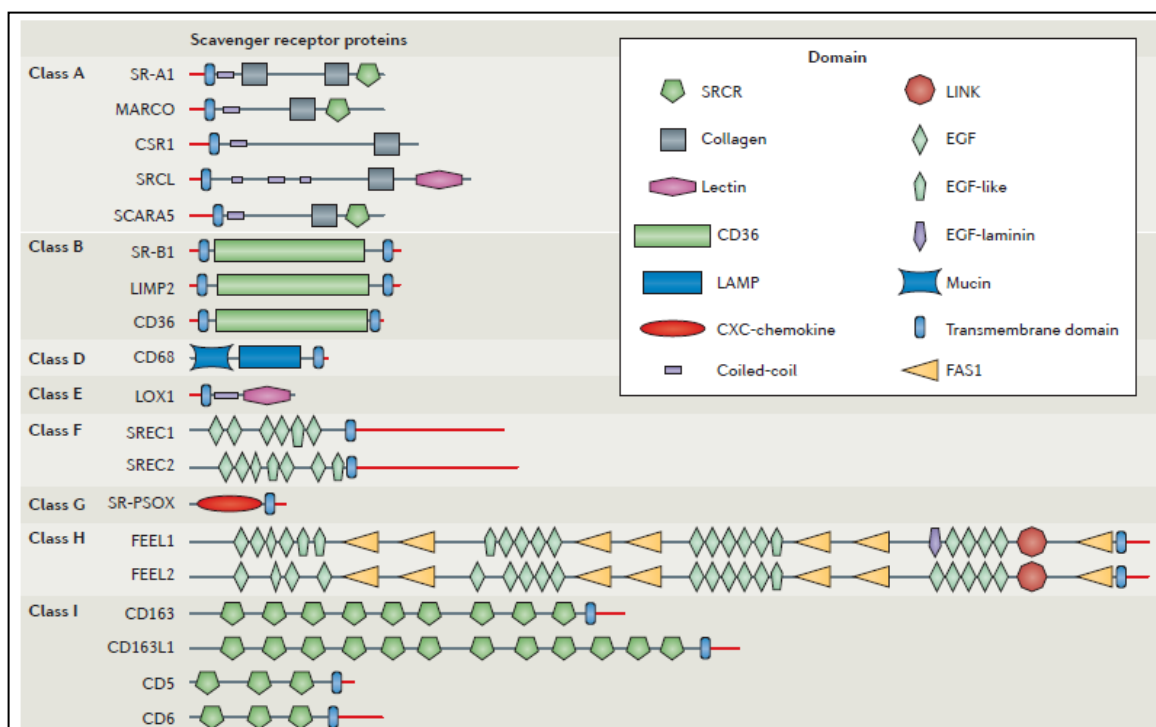 Scavenger receptor proteins
Class A
SR-A1
MARCO
CSR1
SRCL
SCARA5
Class B
SR-B1
LIMP2
CD36
Class D
CD68
Class E
LOX1
Class F
SREC1
SREC2
Class G
SR-PSOX
Class H
FEEL1
FEEL2
Class I
CD163
CD163L1
CD5
CD6
Domain
SRCR
LINK
Collagen
EGF
Lectin
EGF-like
CD36
EGF-laminin
LAMP
Mucin
CXC-chemokine
Transmembrane domain
Coiled-coil
FAS1